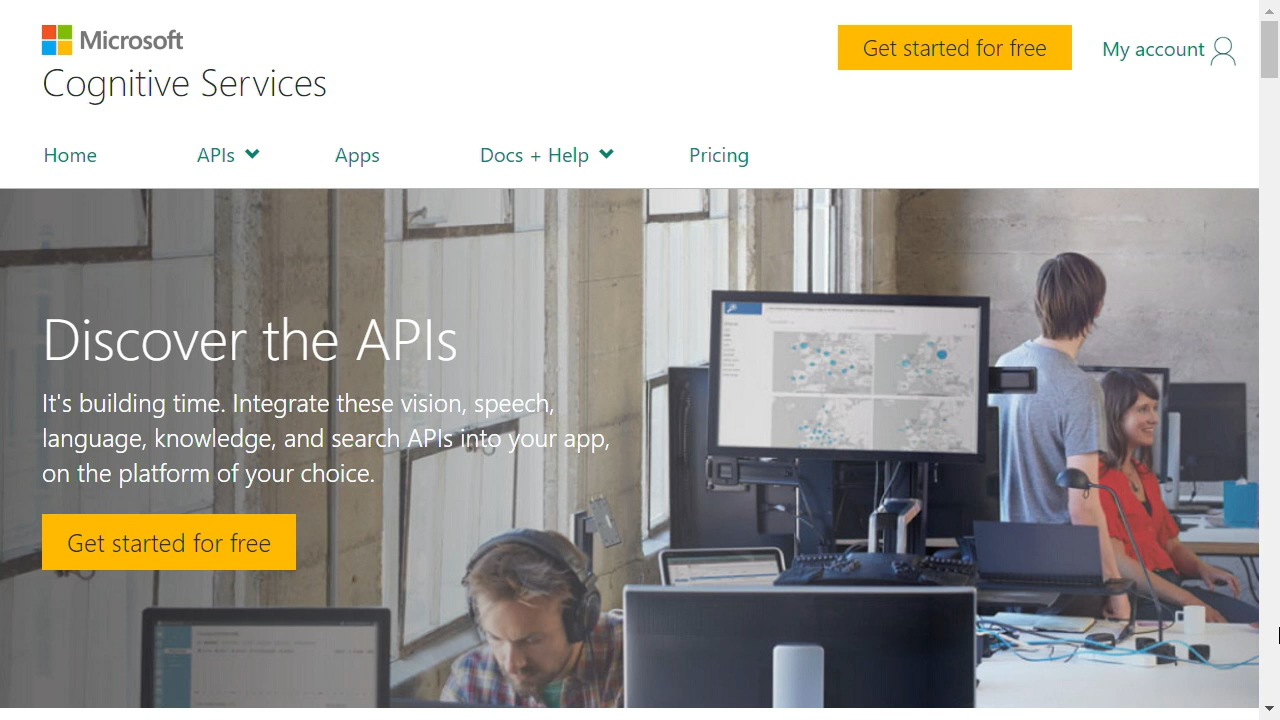 Microsoft
Cognitive Services
Get started for free
My account
Home
APIs
Apps
Docs + Help
Pricing
Discover the APIs
It's building time. Integrate these vision, speech,
language, knowledge, and search APIs into your app,
on the platform of your choice.
Get started for free